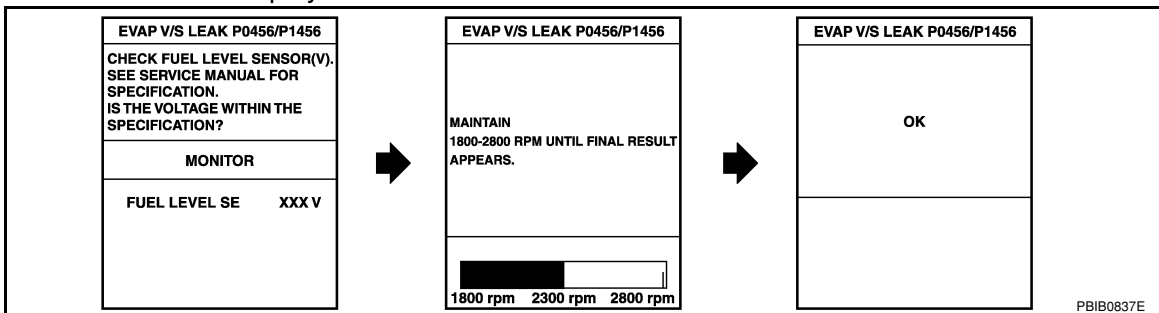 EVAP V/S LEAK P0456/P1456
CHECK FUEL LEVEL SENSOR(V).
SEE SERVICE MANUAL FOR
SPECIFICATION.
IS THE VOLTAGE WITHIN THE
SPECIFICATION?
MONITOR
FUEL LEVEL SE XXX V
EVAP V/S LEAK P0456/P1456
MAINTAIN
1800-2800 RPM UNTIL FINAL RESULT
APPEARS.
1800 rpm 2300 rpm 2800 rpm
EVAP V/S LEAK P0456/P1456
OK
PBIB0837E